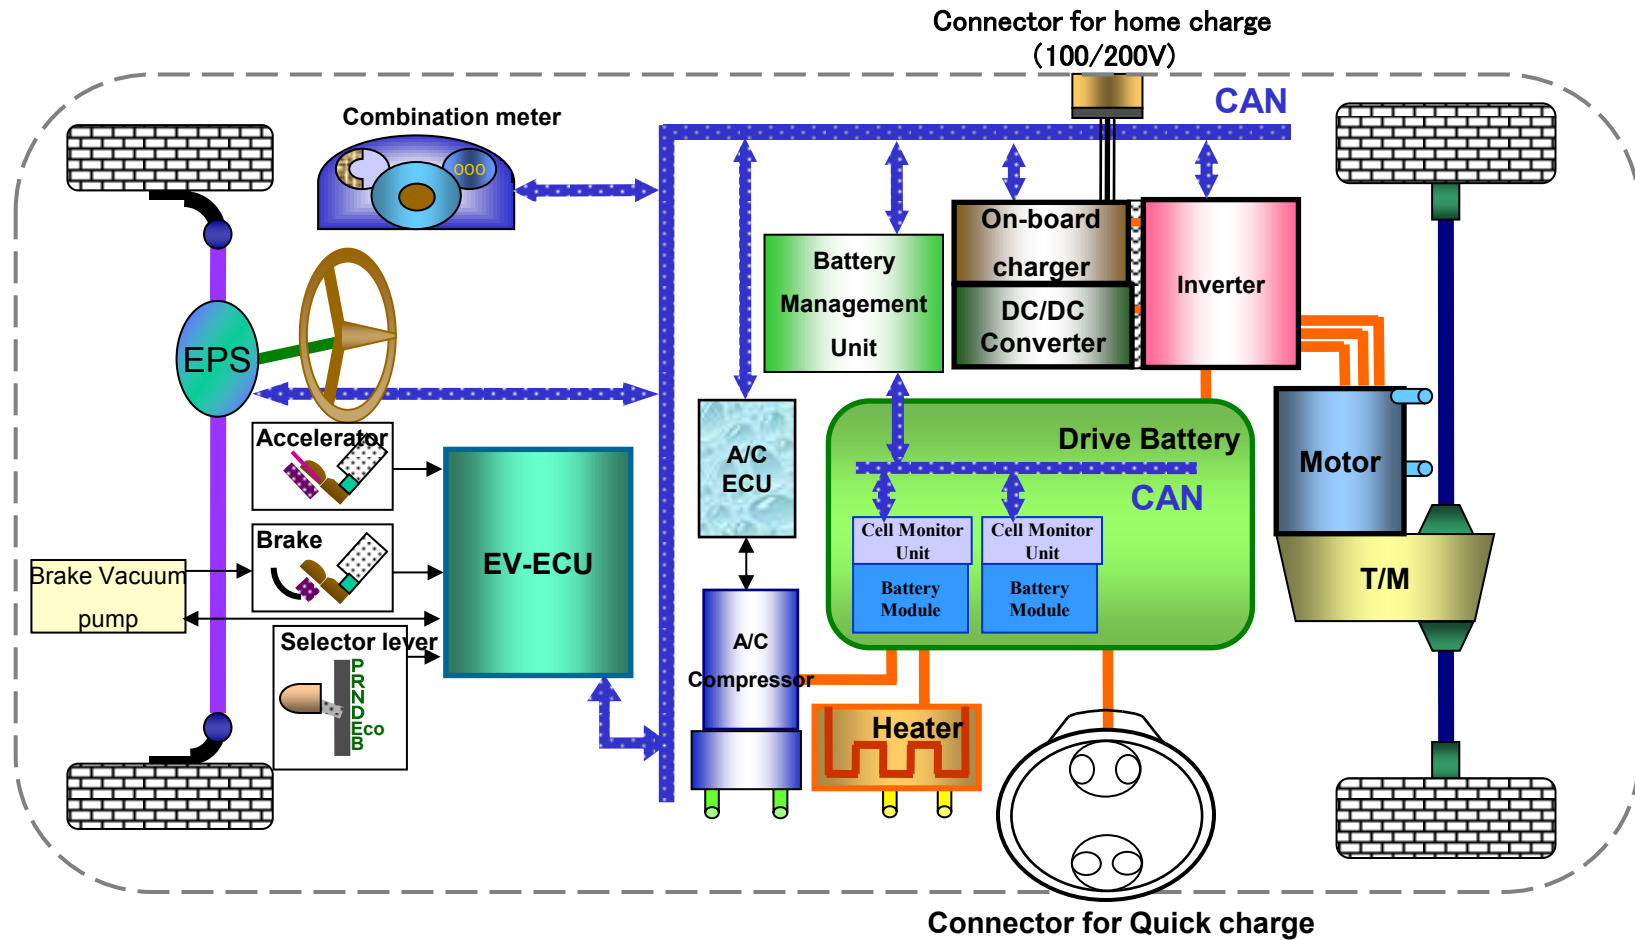 Connector for home charge
(100/200V)
CAN
Combination meter
ooo
On-board
charger
Battery
Management
Unit
Inverter
DC/DC
Converter
EPS
Accelerator
Drive Battery
A/C
ECU
Motor
CAN
Cell Monitor
Unit
Cell Monitor
Unit
Brake
EV-ECU
Brake Vacuum
pump
Battery
Module
Battery
Module
T/M
Selector lever
P
R
N
D
Eco
B
A/C
Compressor
Heater
Connector for Quick charge